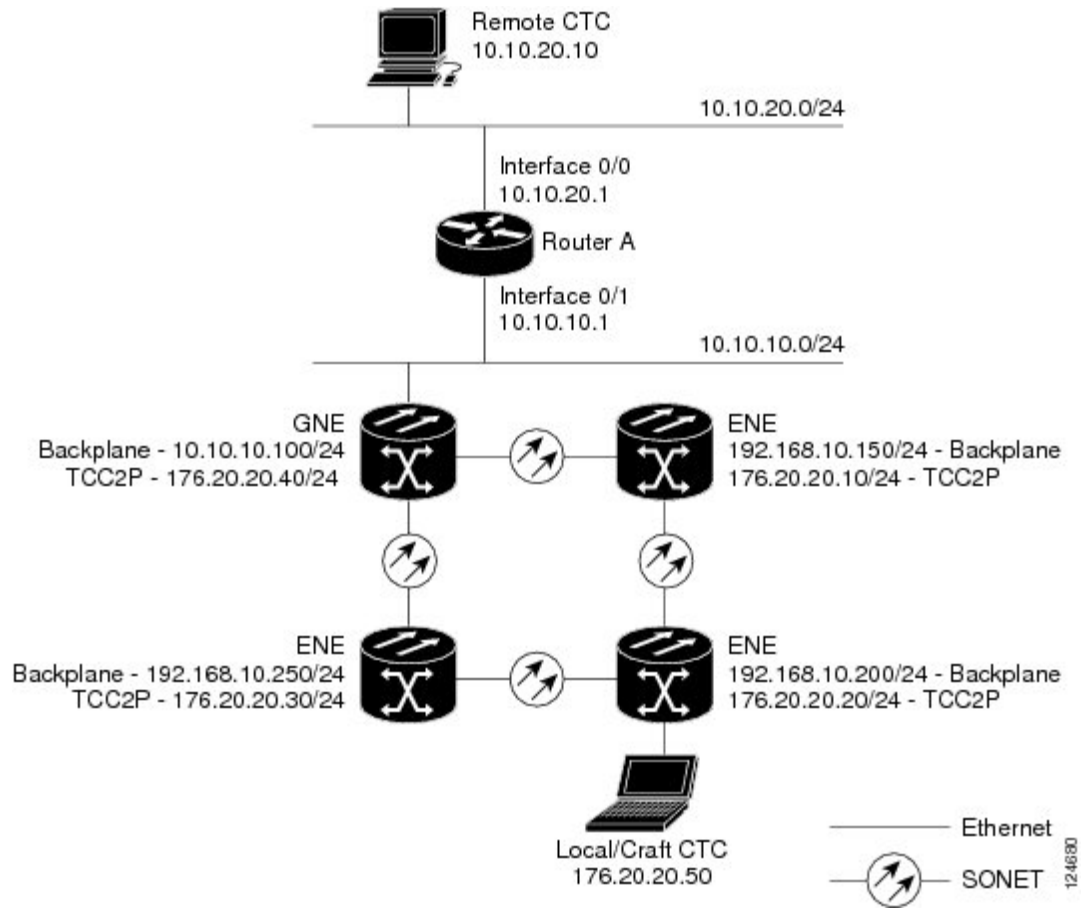 Remote CTC
10.10.20.10
10.10.20.0/24
Interface 0/0
10.10.20.1
Router A
Interface 0/1
10.10.10.1
10.10.10.0/24
GNE
Backplane - 10.10.10.100/24
TCC2P - 176.20.20.40/24
ENE
192.168.10.150/24 - Backplane
176.20.20.10/24 - TCC2P
ENE
Backplane - 192.168.10.250/24
TCC2P - 176.20.20.30/24
ENE
192.168.10.200/24 - Backplane
176.20.20.20/24 - TCC2P
Local/Craft CTC
176.20.20.50
Ethernet
SONET
124680